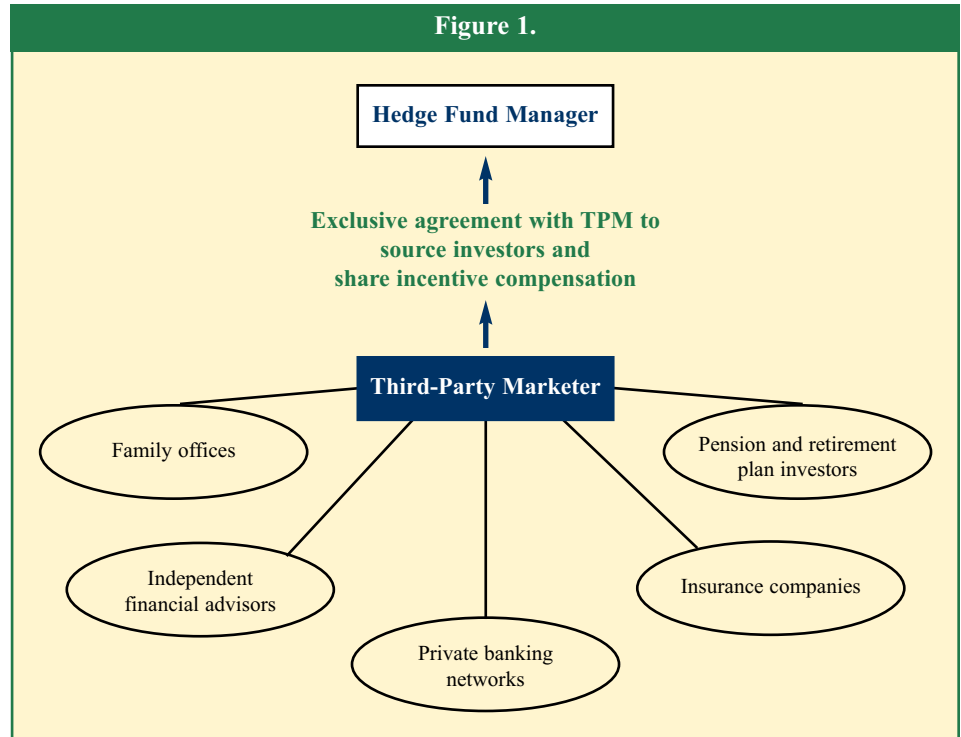 Figure 1.
Hedge Fund Manager
Exclusive agreement with TPM to
source investors and
share incentive compensation
Third-Party Marketer
Family offices
Pension and retirement
plan investors
Independent
financial advisors
Insurance companies
Private banking
networks